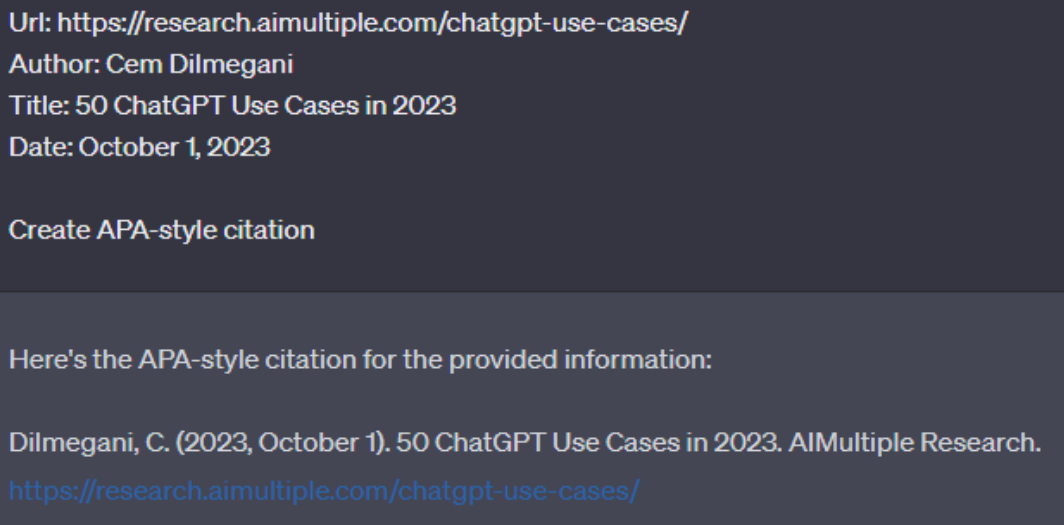 Url: https://research.aimultiple.com/chatgpt-use-cases/
Author: Cem Dilmegani
Title: 50 ChatGPT Use Cases in 2023
Date: October 1, 2023
Create APA-style citation
Here's the APA-style citation for the provided information:
Dilmegani, C. (2023, October 1). 50 ChatGPT Use Cases in 2023. AIMultiple Research.
https://research.aimultiple.com/chatgpt-use-cases/